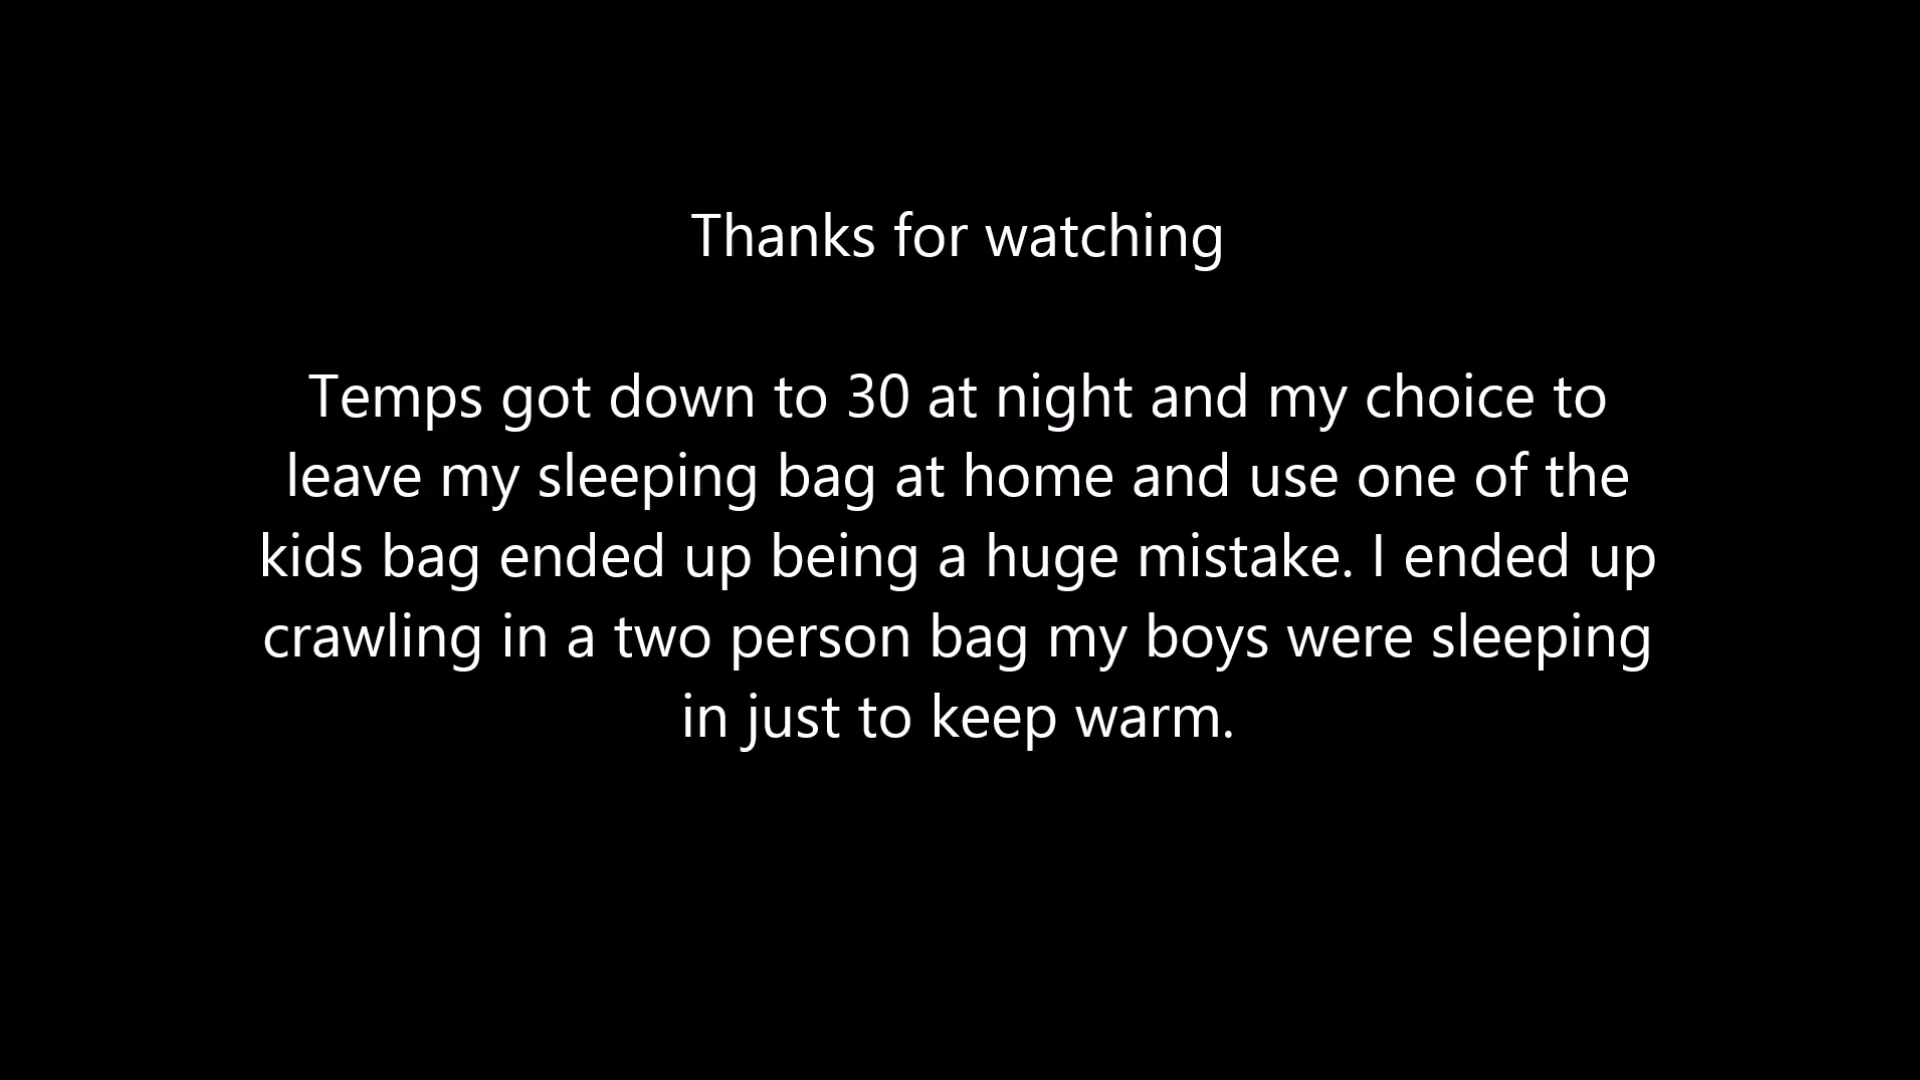 Thanks for watching
Temps got down to 30 at night and my choice to
leave my sleeping bag at home and use one of the
kids bag ended up being a huge mistake. I ended up
crawling in a two person bag my boys were sleeping
in just to keep warm.